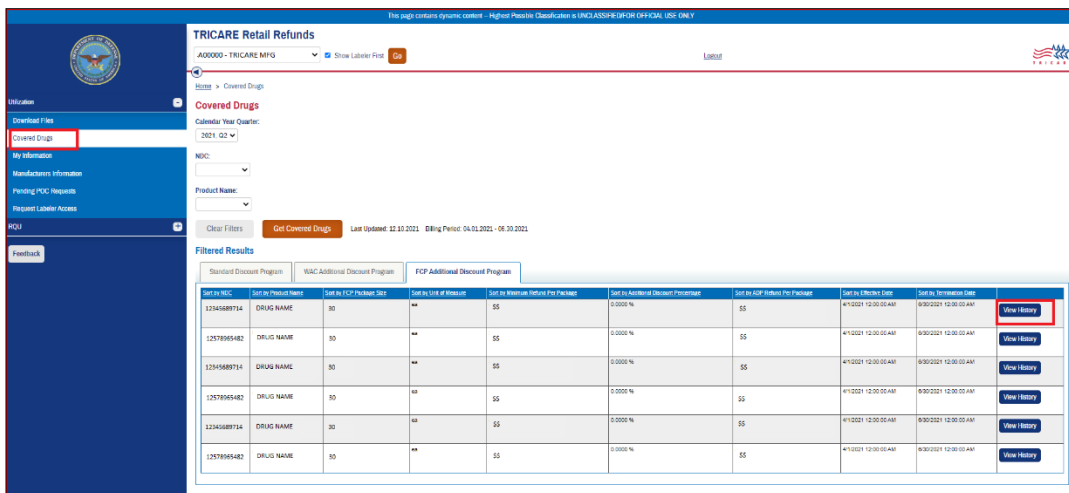 This page contains dynamic content – Highest Possible Classification is UNCLASSIFIED//FOR OFFICIAL USE ONLY
TRICARE Retail Refunds
A00000 - TRICARE MFG Show Labeler First Go Logout
TRICARE
Home > Covered Drugs
Utilization
Download Files
Covered Drugs
My Information
Manufacturers Information
Pending POC Requests
Request Labeler Access
RQU
Feedback
Covered Drugs
Calendar Year Quarter:
2021, Q2
NDC:
Product Name:
Clear Filters Get Covered Drugs Last Updated: 12.10.2021 Billing Period: 04.01.2021 - 06.30.2021
Filtered Results
Standard Discount Program WAC Additional Discount Program FCP Additional Discount Program
Sort by NDC Sort by Product Name Sort by FCP Package Size Sort by Unit of Measure Sort by Minimum Refund Per Package Sort by Additional Discount Percentage Sort by ADP Refund Per Package Sort by Effective Date Sort by Termination Date
12345689714 DRUG NAME 30 ea $$ 0.0000 % $$ 4/1/2021 12:00:00 AM 6/30/2021 12:00:00 AM View History
12578965482 DRUG NAME 30 ea $$ 0.0000 % $$ 4/1/2021 12:00:00 AM 6/30/2021 12:00:00 AM View History
12345689714 DRUG NAME 30 ea $$ 0.0000 % $$ 4/1/2021 12:00:00 AM 6/30/2021 12:00:00 AM View History
12578965482 DRUG NAME 30 ea $$ 0.0000 % $$ 4/1/2021 12:00:00 AM 6/30/2021 12:00:00 AM View History
12345689714 DRUG NAME 30 ea $$ 0.0000 % $$ 4/1/2021 12:00:00 AM 6/30/2021 12:00:00 AM View History
12578965482 DRUG NAME 30 ea $$ 0.0000 % $$ 4/1/2021 12:00:00 AM 6/30/2021 12:00:00 AM View History